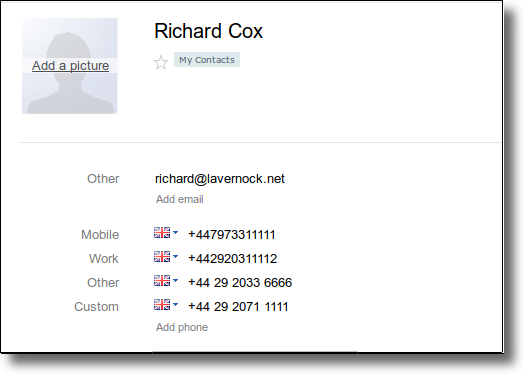 Richard Cox
Add a picture
My Contacts
Other richard@lavernock.net
Add email
Mobile +447973311111
Work +442920311112
Other +44 29 2033 6666
Custom +44 29 2071 1111
Add phone